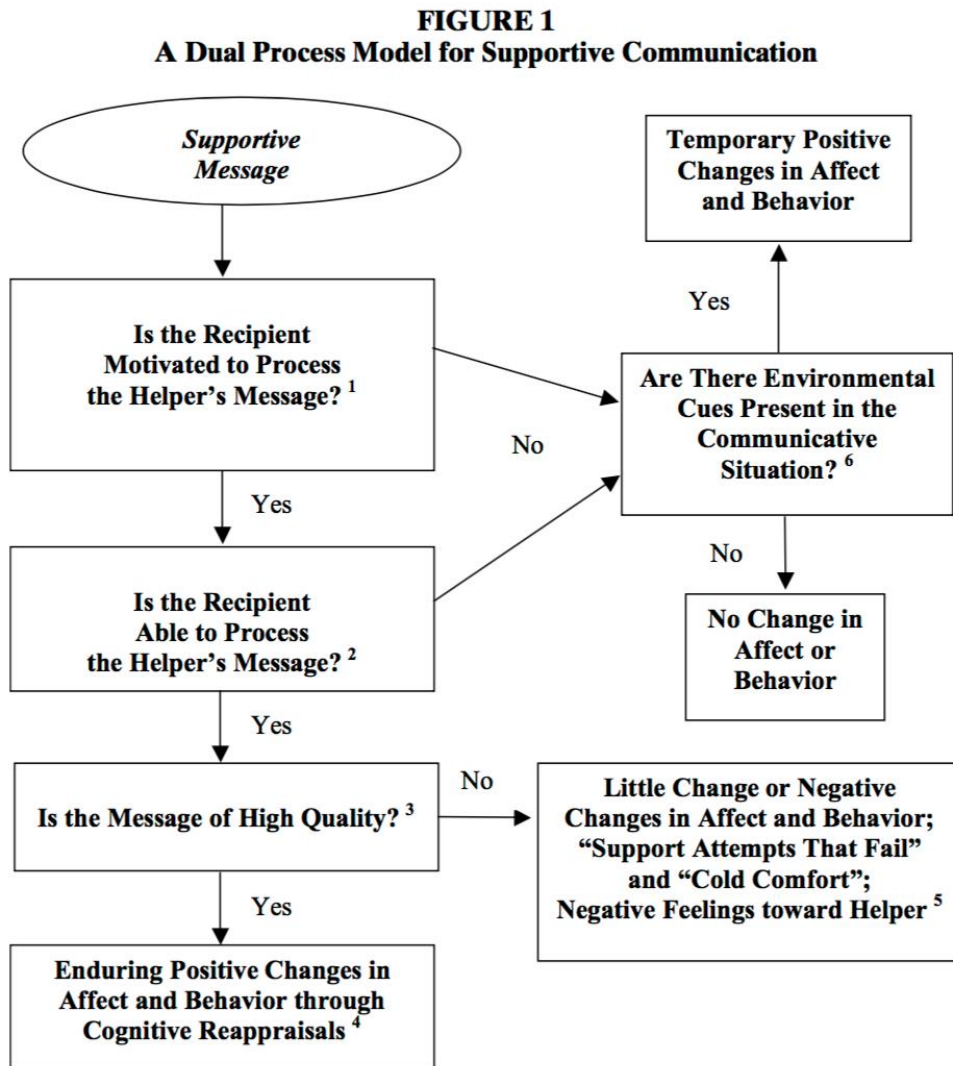 FIGURE 1
A Dual Process Model for Supportive Communication
Supportive
Message
Temporary Positive
Changes in Affect
and Behavior
Yes
Is the Recipient
Motivated to Process
the Helper's Message? 1
No
Are There Environmental
Cues Present in the
Communicative
Situation? 6
Yes
No
Is the Recipient
Able to Process
the Helper's Message? 2
No Change in
Affect or
Behavior
Yes
Is the Message of High Quality? 3
No
Little Change or Negative
Changes in Affect and Behavior;
“Support Attempts That Fail”
and “Cold Comfort”;
Negative Feelings toward Helper 5
Yes
Enduring Positive Changes in
Affect and Behavior through
Cognitive Reappraisals 4